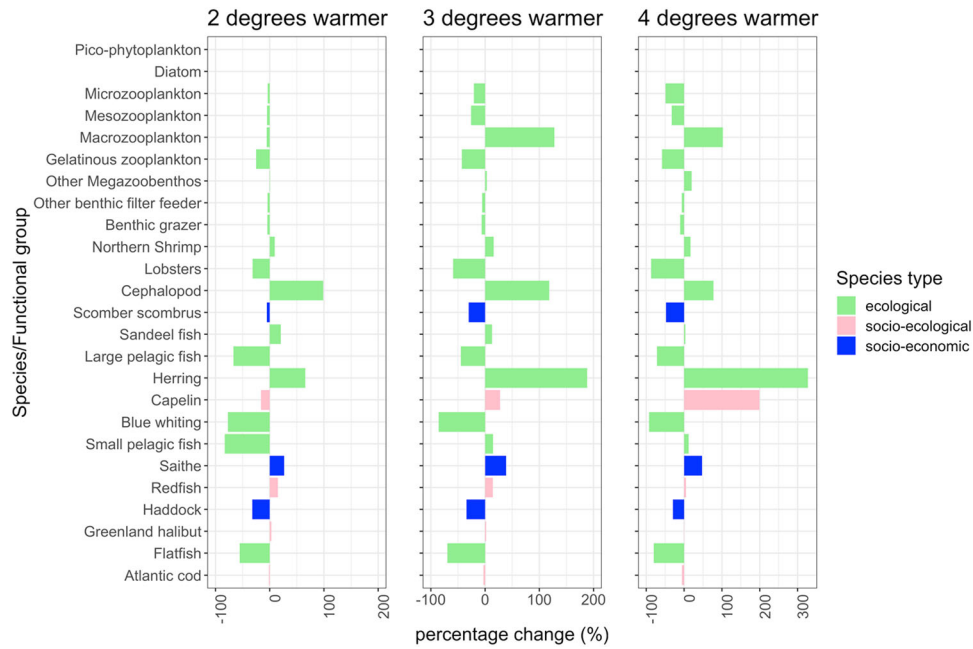 2 degrees warmer
3 degrees warmer
4 degrees warmer
Species/Functional group
Pico-phytoplankton
Diatom
Microzooplankton
Mesozooplankton
Macrozooplankton
Gelatinous zooplankton
Other Megazoobenthos
Other benthic filter feeder
Benthic grazer
Northern Shrimp
Lobsters
Cephalopod
Scomber scombrus
Sandeel fish
Large pelagic fish
Herring
Capelin
Blue whiting
Small pelagic fish
Saithe
Redfish
Haddock
Greenland halibut
Flatfish
Atlantic cod
-100 0 100 200
-100 0 100 200
-100 0 100 200 300
percentage change (%)
Species type
ecological
socio-ecological
socio-economic